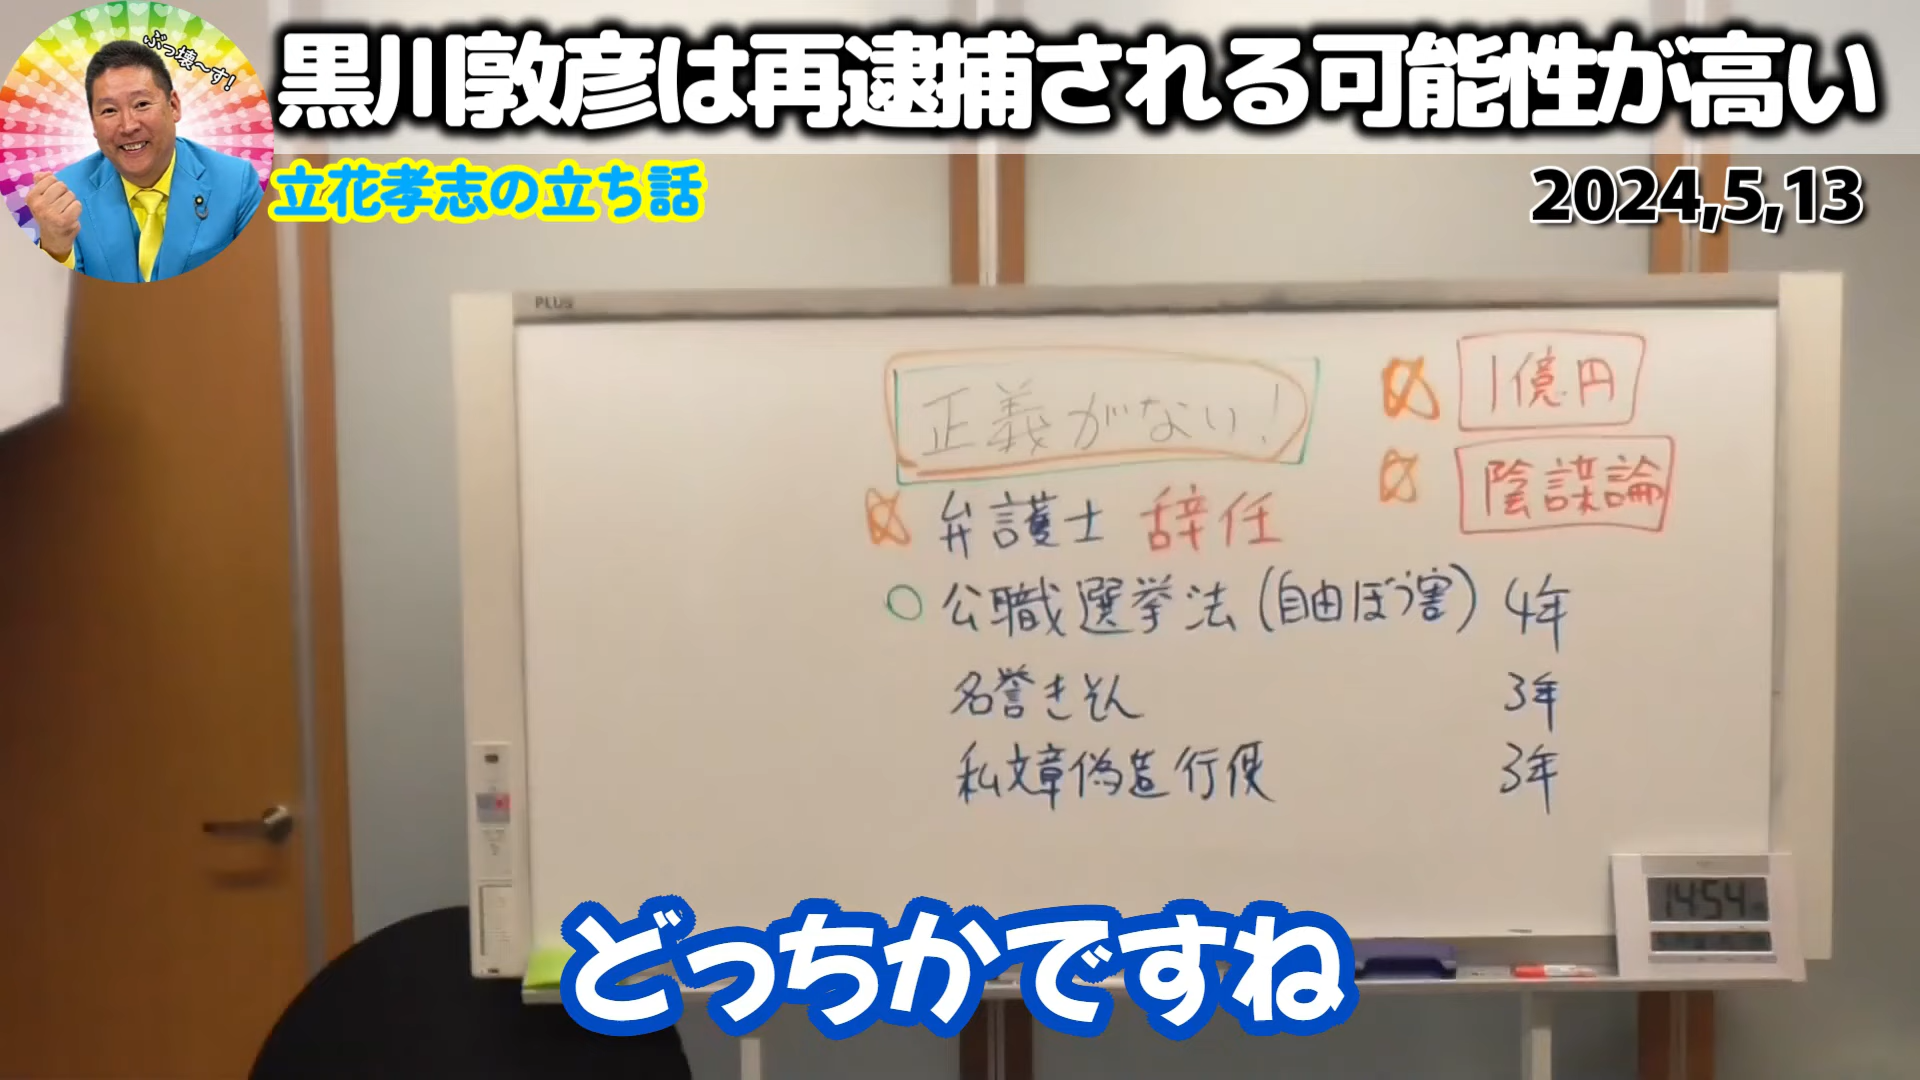 ぶっ壊〜す!
黒川敦彦は再逮捕される可能性が高い
立花孝志の立ち話
2024,5,13
PLUS
正義がない!
1億円
陰謀論
弁護士 辞任
公職選挙法(自由ぼう害) 4年
名誉きそん 3年
私文章偽造行使 3年
14:54
どっちかですね